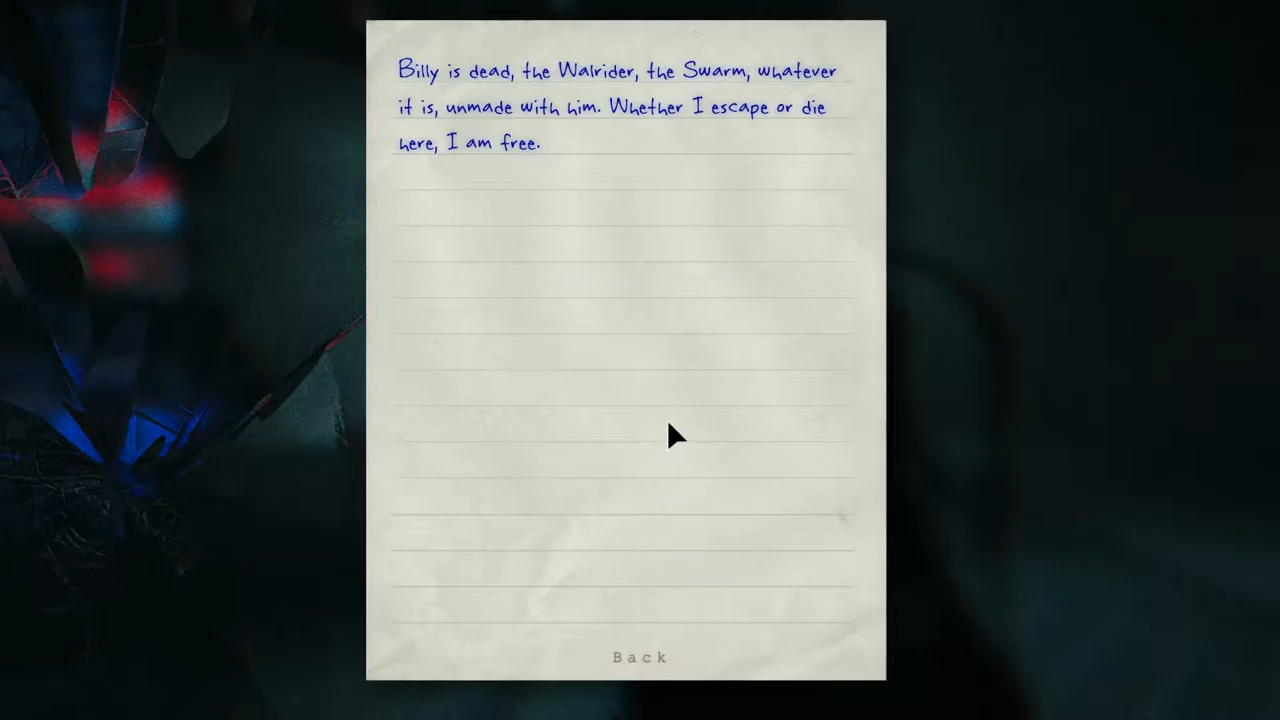 Billy is dead, the Walrider, the Swarm, whatever
it is, unmade with him. Whether I escape or die
here, I am free.
Back